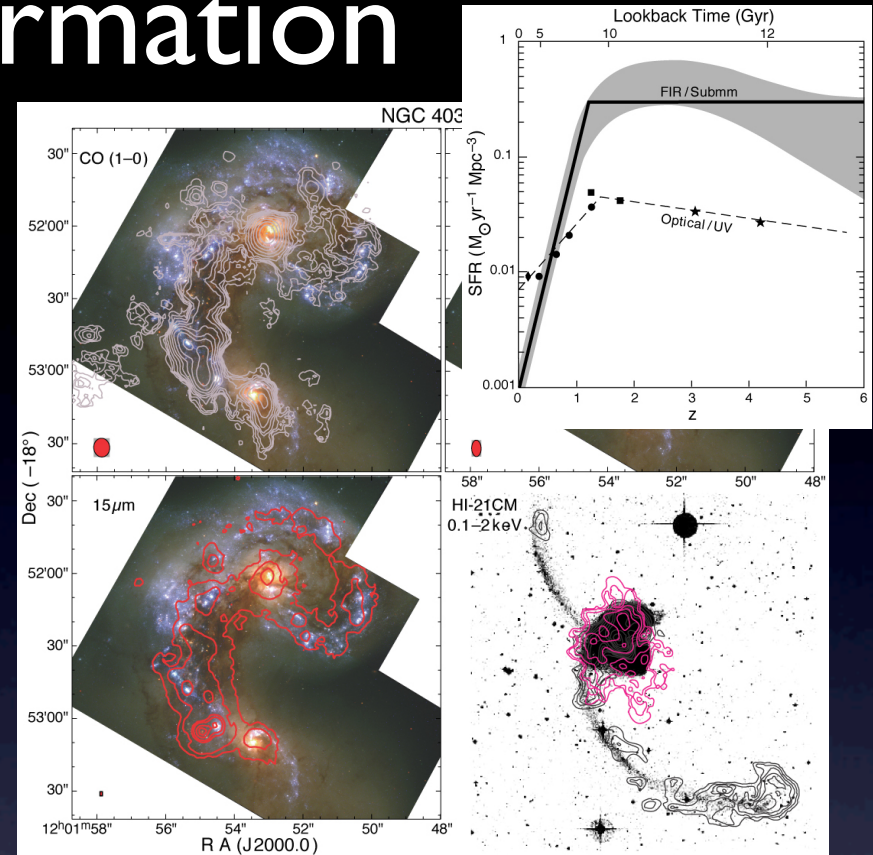 rmation
NGC 403
CO (1–0)
30"
52'00"
30"
53'00"
30"
Dec (–18°)
15µm
30"
52'00"
30"
53'00"
30"
12ʰ01ᵐ58" 56" 54" 52" 50" 48"
R A (J2000.0)
Lookback Time (Gyr)
0 5 10 12
SFR (M⊙yr⁻¹ Mpc⁻³)
1
0.1
0.01
0.001
FIR/Submm
Optical/UV
0 1 2 3 4 5 6
z
58" 56" 54" 52" 50" 48"
HI-21CM
0.1–2keV